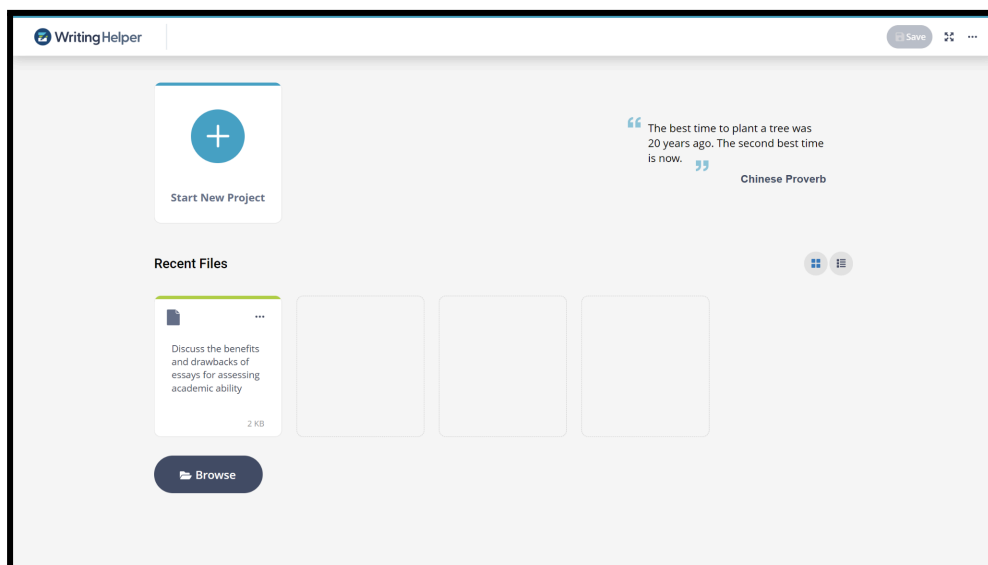 WritingHelper
Save
The best time to plant a tree was
20 years ago. The second best time
is now.
Chinese Proverb
Start New Project
Recent Files
Discuss the benefits
and drawbacks of
essays for assessing
academic ability
2 KB
Browse